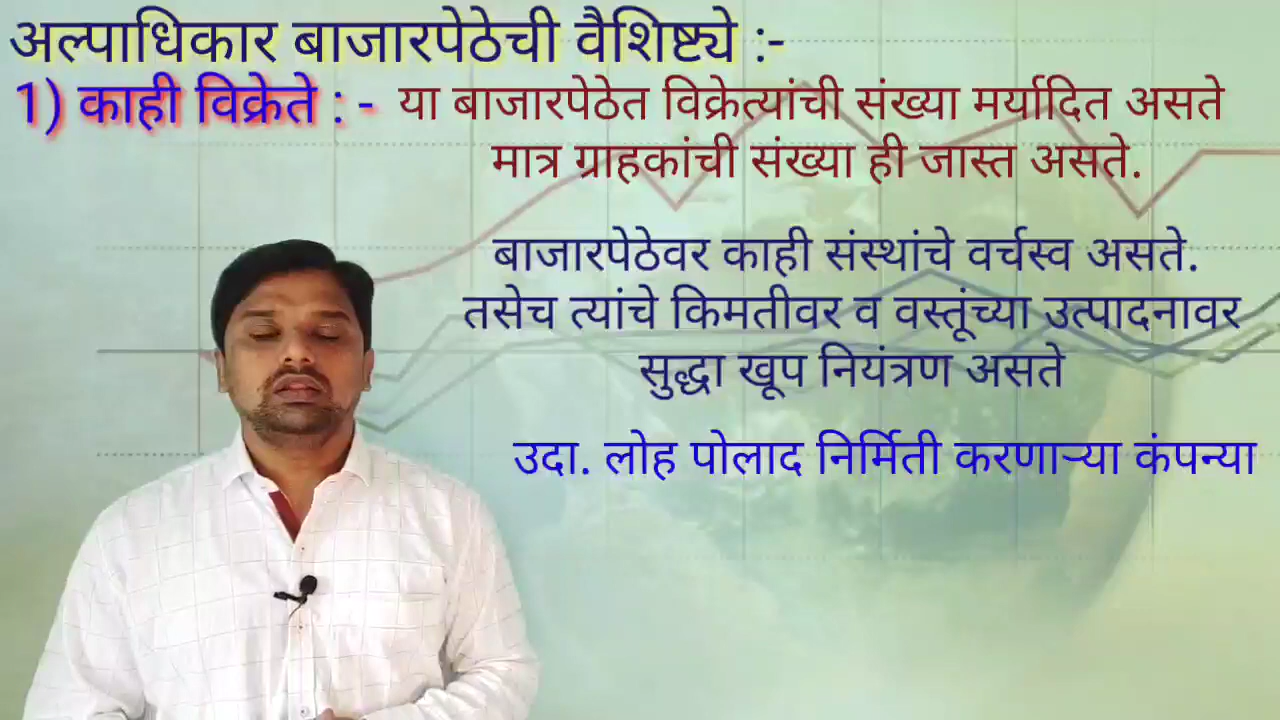 अल्पाधिकार बाजारपेठेची वैशिष्ट्ये :-
1) काही विक्रेते : - या बाजारपेठेत विक्रेत्यांची संख्या मर्यादित असते
मात्र ग्राहकांची संख्या ही जास्त असते.
बाजारपेठेवर काही संस्थांचे वर्चस्व असते.
तसेच त्यांचे किमतीवर व वस्तूंच्या उत्पादनावर
सुद्धा खूप नियंत्रण असते
उदा. लोह पोलाद निर्मिती करणाऱ्या कंपन्या